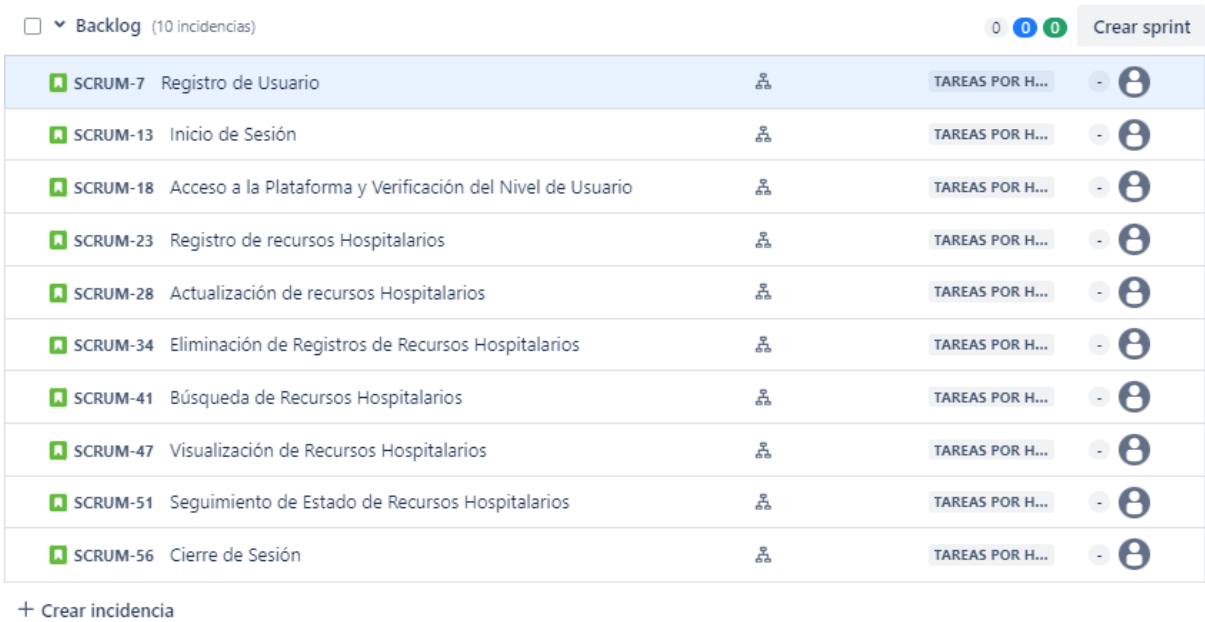 Backlog (10 incidencias) 0 0 0 Crear sprint
SCRUM-7 Registro de Usuario TAREAS POR H... -
SCRUM-13 Inicio de Sesión TAREAS POR H... -
SCRUM-18 Acceso a la Plataforma y Verificación del Nivel de Usuario TAREAS POR H... -
SCRUM-23 Registro de recursos Hospitalarios TAREAS POR H... -
SCRUM-28 Actualización de recursos Hospitalarios TAREAS POR H... -
SCRUM-34 Eliminación de Registros de Recursos Hospitalarios TAREAS POR H... -
SCRUM-41 Búsqueda de Recursos Hospitalarios TAREAS POR H... -
SCRUM-47 Visualización de Recursos Hospitalarios TAREAS POR H... -
SCRUM-51 Seguimiento de Estado de Recursos Hospitalarios TAREAS POR H... -
SCRUM-56 Cierre de Sesión TAREAS POR H... -
+ Crear incidencia